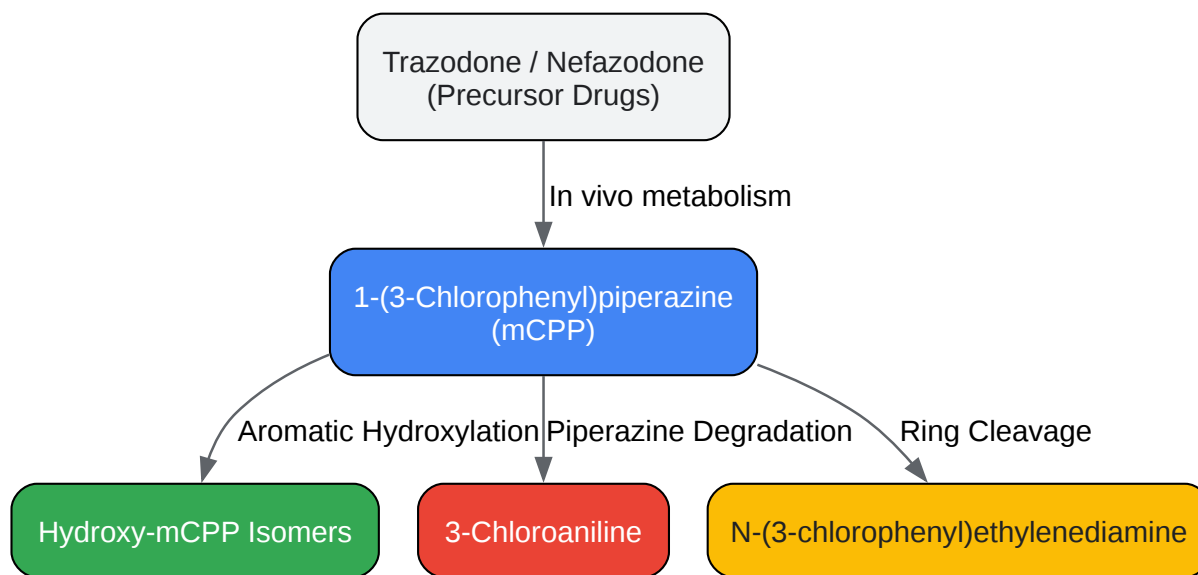 Trazodone / Nefazodone
(Precursor Drugs)
In vivo metabolism
1-(3-Chlorophenyl)piperazine
(mCPP)
Aromatic Hydroxylation
Piperazine Degradation
Ring Cleavage
Hydroxy-mCPP Isomers
3-Chloroaniline
N-(3-chlorophenyl)ethylenediamine